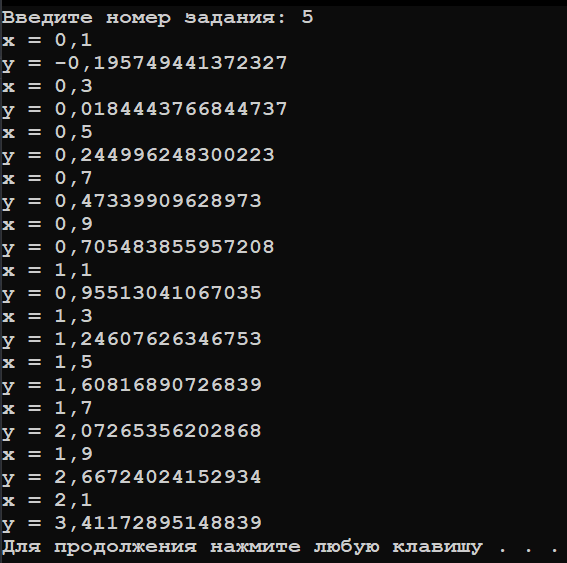 Введите номер задания: 5
x = 0,1
y = -0,195749441372327
x = 0,3
y = 0,0184443766844737
x = 0,5
y = 0,244996248300223
x = 0,7
y = 0,47339909628973
x = 0,9
y = 0,705483855957208
x = 1,1
y = 0,95513041067035
x = 1,3
y = 1,24607626346753
x = 1,5
y = 1,60816890726839
x = 1,7
y = 2,07265356202868
x = 1,9
y = 2,66724024152934
x = 2,1
y = 3,41172895148839
Для продолжения нажмите любую клавишу . . .